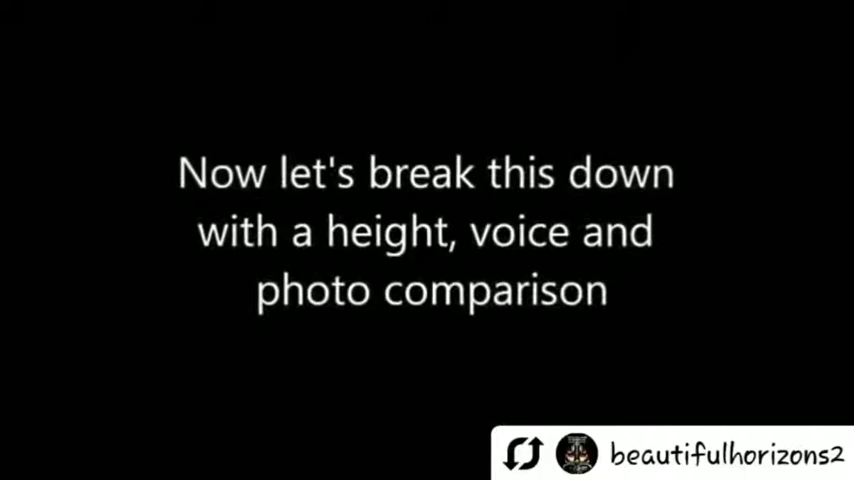 Now let's break this down
with a height, voice and
photo comparison
beautifulhorizons2